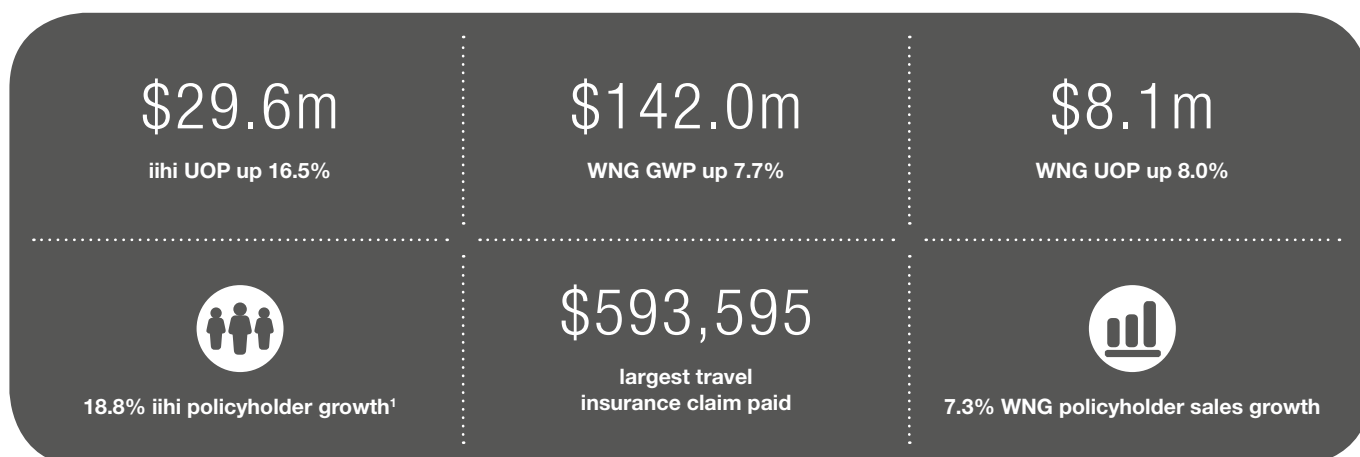 $29.6m
iihi UOP up 16.5%
$142.0m
WNG GWP up 7.7%
$8.1m
WNG UOP up 8.0%
18.8% iihi policyholder growth¹
$593,595
largest travel
insurance claim paid
7.3% WNG policyholder sales growth